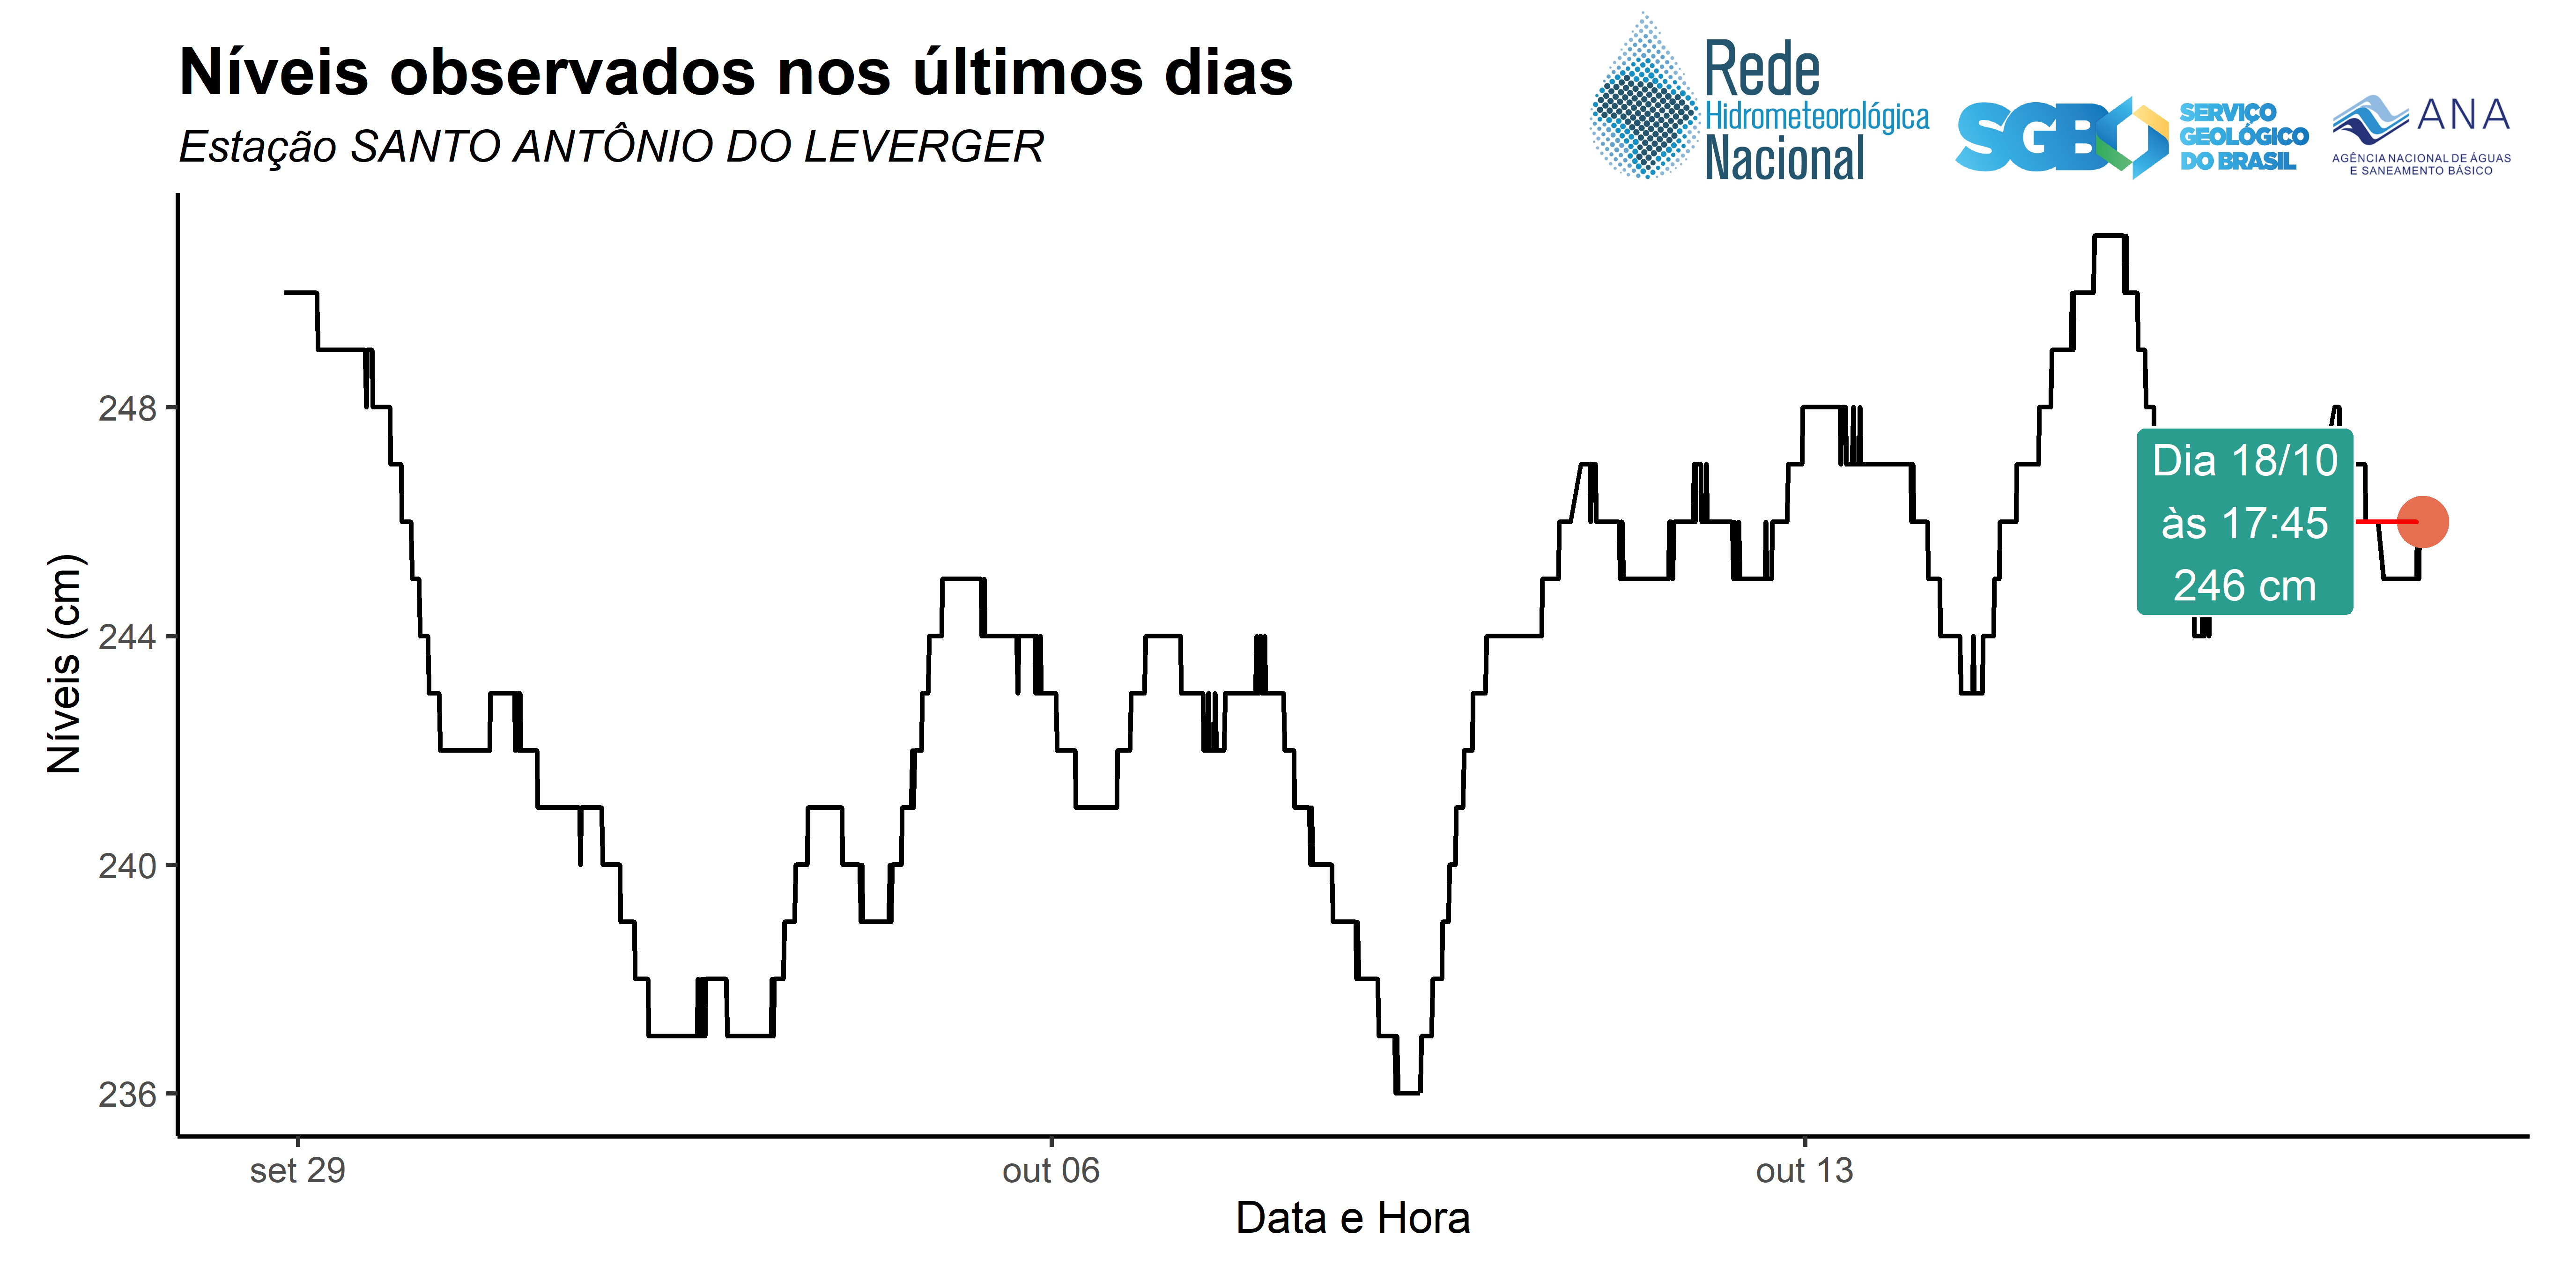 Níveis observados nos últimos dias
Estação SANTO ANTÔNIO DO LEVERGER
Rede
Hidrometeorológica
Nacional
SGB
SERVIÇO
GEOLÓGICO
DO BRASIL
ANA
AGÊNCIA NACIONAL DE ÁGUAS
E SANEAMENTO BÁSICO
Níveis (cm)
248
244
240
236
Dia 18/10
às 17:45
246 cm
set 29
out 06
out 13
Data e Hora